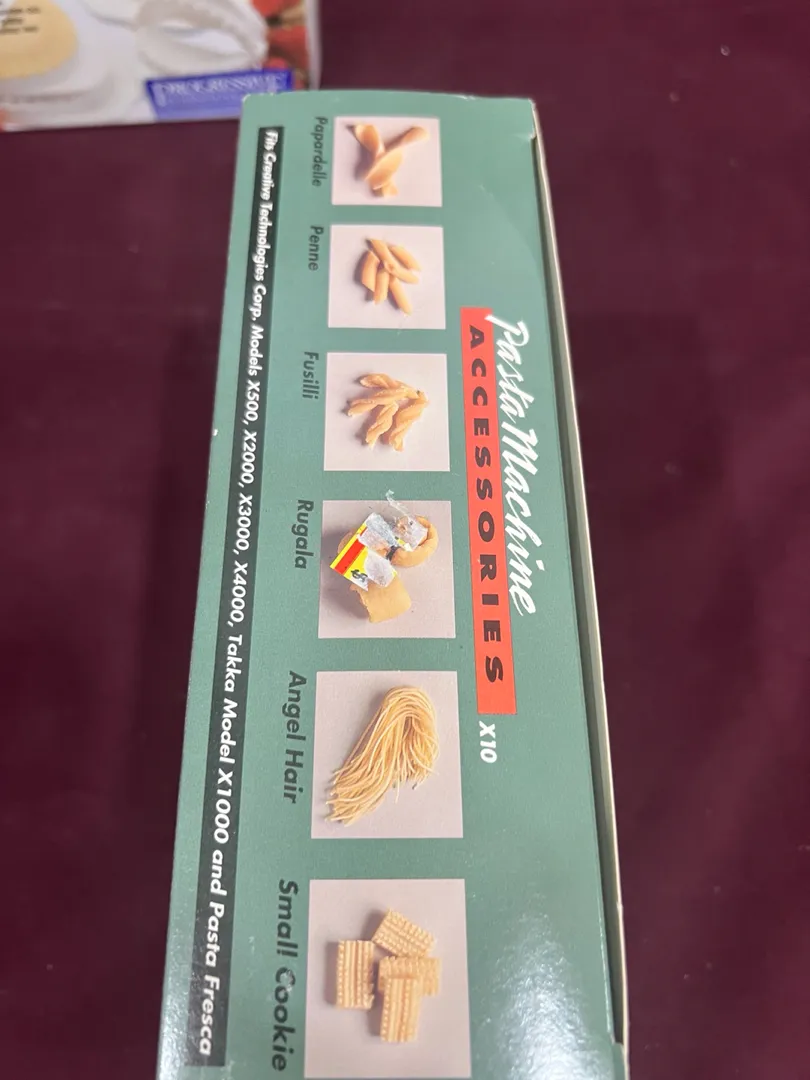 PROGRESSIVE
Pasta Machine
ACCESSORIES X10
Papardelle
Penne
Fusilli
Rugala
Angel Hair
Small Cookie
Fits Creative Technologies Corp. Models X500, X2000, X3000, X4000, Takka Model X1000 and Pasta Fresca